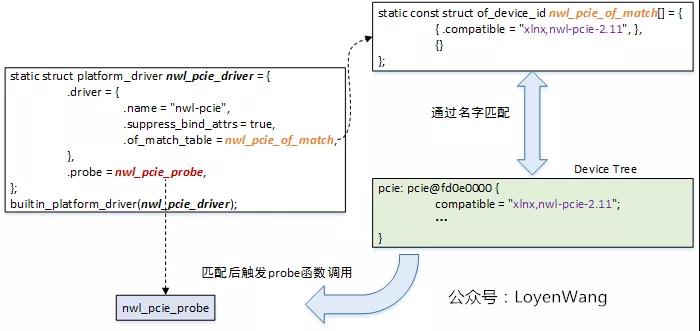 static const struct of_device_id nwl_pcie_of_match[] = {
{ .compatible = "xlnx,nwl-pcie-2.11", },
{}
};
static struct platform_driver nwl_pcie_driver = {
.driver = {
.name = "nwl-pcie",
.suppress_bind_attrs = true,
.of_match_table = nwl_pcie_of_match,
},
.probe = nwl_pcie_probe,
};
builtin_platform_driver(nwl_pcie_driver);
通过名字匹配
Device Tree
pcie: pcie@fd0e0000 {
compatible = "xlnx,nwl-pcie-2.11";
...
}
匹配后触发probe函数调用
nwl_pcie_probe
公众号：LoyenWang